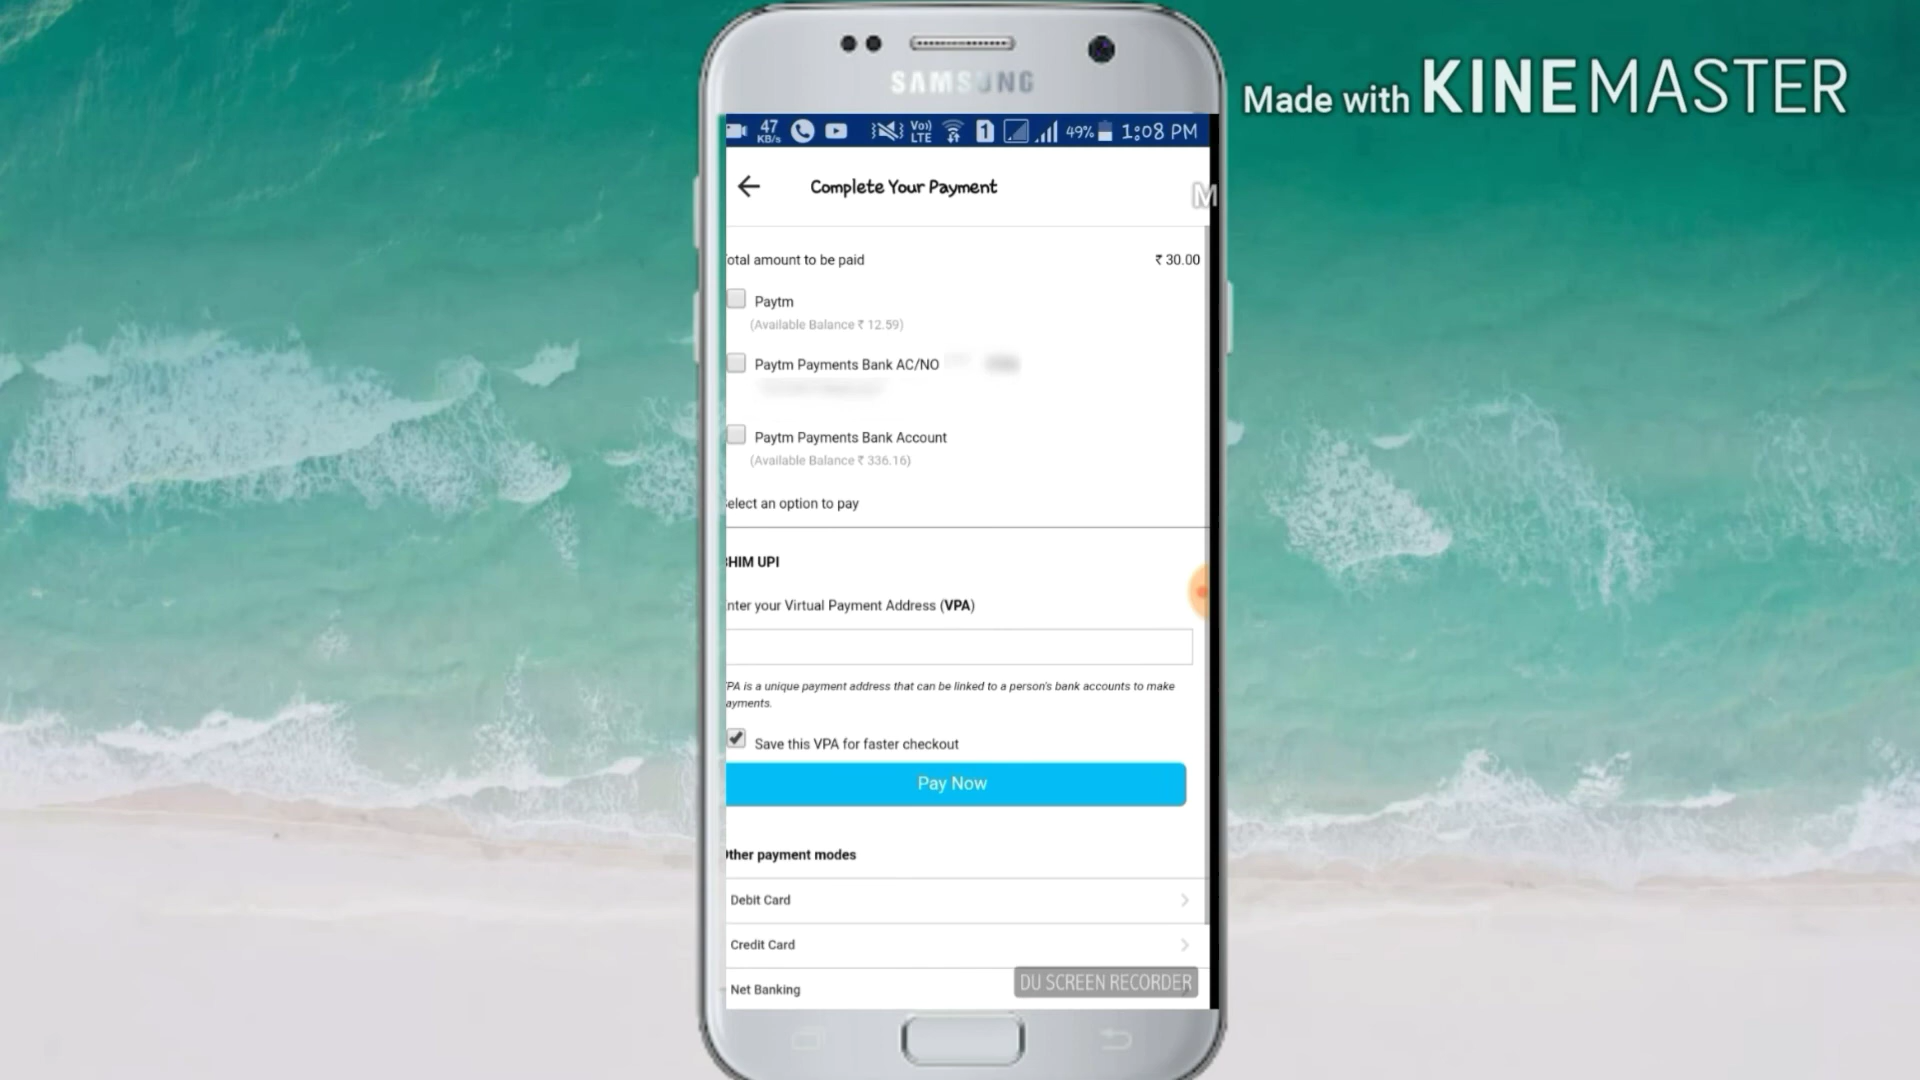 Made with KINEMASTER
SAMSUNG
47 KB/s Vo) LTE 1 49% 1:08 PM
Complete Your Payment
M
otal amount to be paid ₹ 30.00
Paytm
(Available Balance ₹ 12.59)
Paytm Payments Bank AC/NO
Paytm Payments Bank Account
(Available Balance ₹ 336.16)
elect an option to pay
HIM UPI
nter your Virtual Payment Address (VPA)
PA is a unique payment address that can be linked to a person's bank accounts to make
ayments.
Save this VPA for faster checkout
Pay Now
ther payment modes
Debit Card
Credit Card
Net Banking
DU SCREEN RECORDER